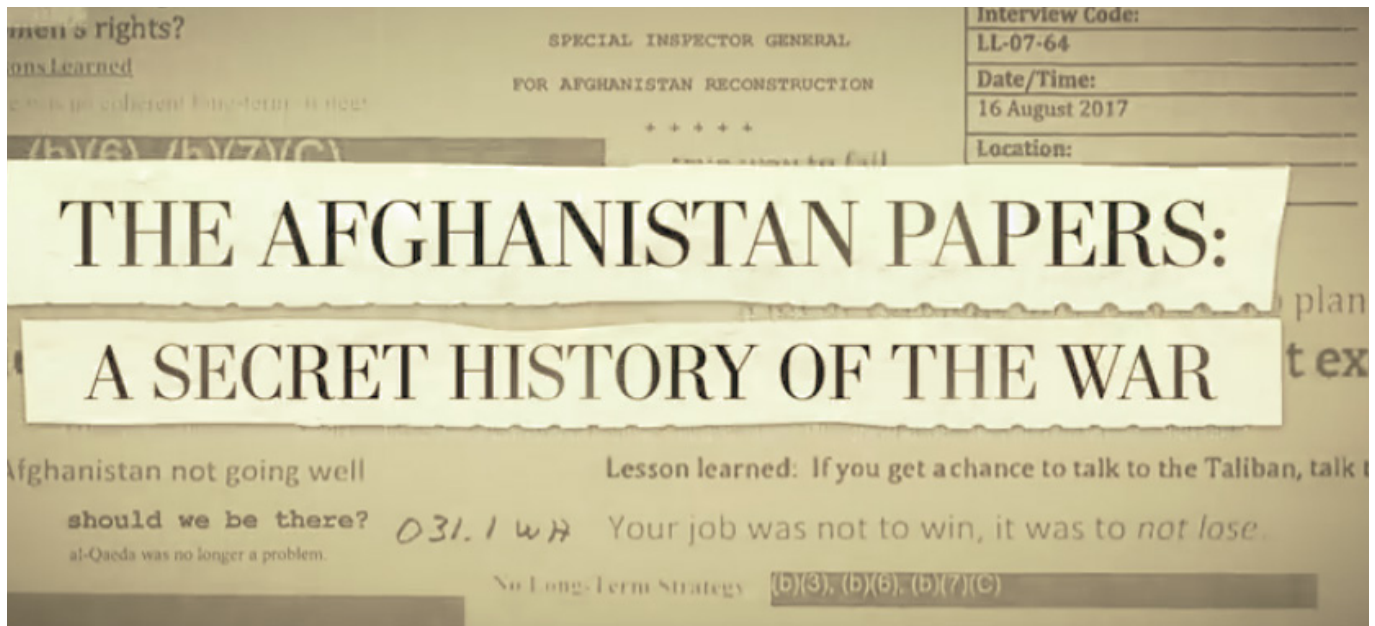 rights?
ons Learned
SPECIAL INSPECTOR GENERAL
FOR AFGHANISTAN RECONSTRUCTION
+ + + + +
Interview Code:
LL-07-64
Date/Time:
16 August 2017
Location:
(b)(6), (b)(7)(C)
to fail
THE AFGHANISTAN PAPERS:
plan
A SECRET HISTORY OF THE WAR
t ex
Afghanistan not going well
Lesson learned: If you get a chance to talk to the Taliban, talk t
should we be there?
031.1 WH
Your job was not to win, it was to not lose.
al-Qaeda was no longer a problem.
No Long-Term Strategy
(b)(3), (b)(6), (b)(7)(C)